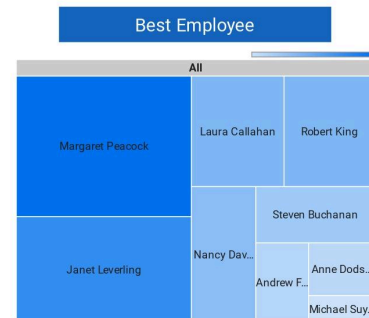 Best Employee
All
Margaret Peacock
Laura Callahan
Robert King
Steven Buchanan
Janet Leverling
Nancy Dav...
Andrew F...
Anne Dods...
Michael Suy...